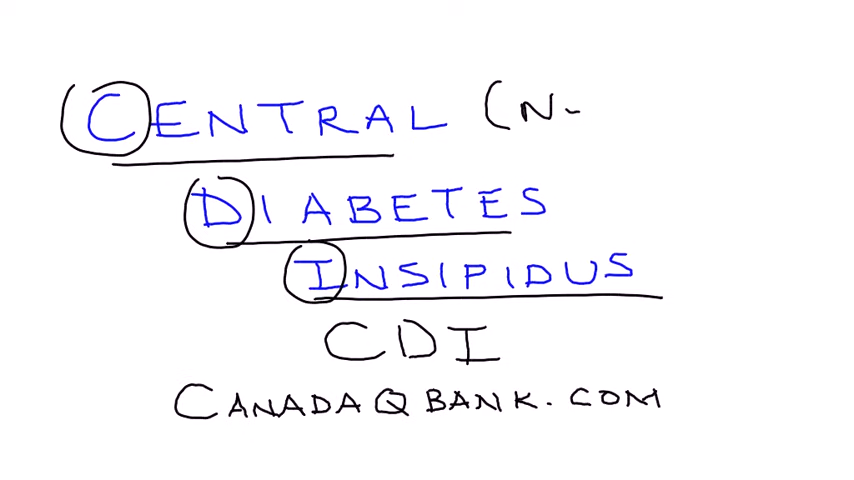 CENTRAL (N-
DIABETES
INSIPIDUS
CDI
CANADAQBANK.COM